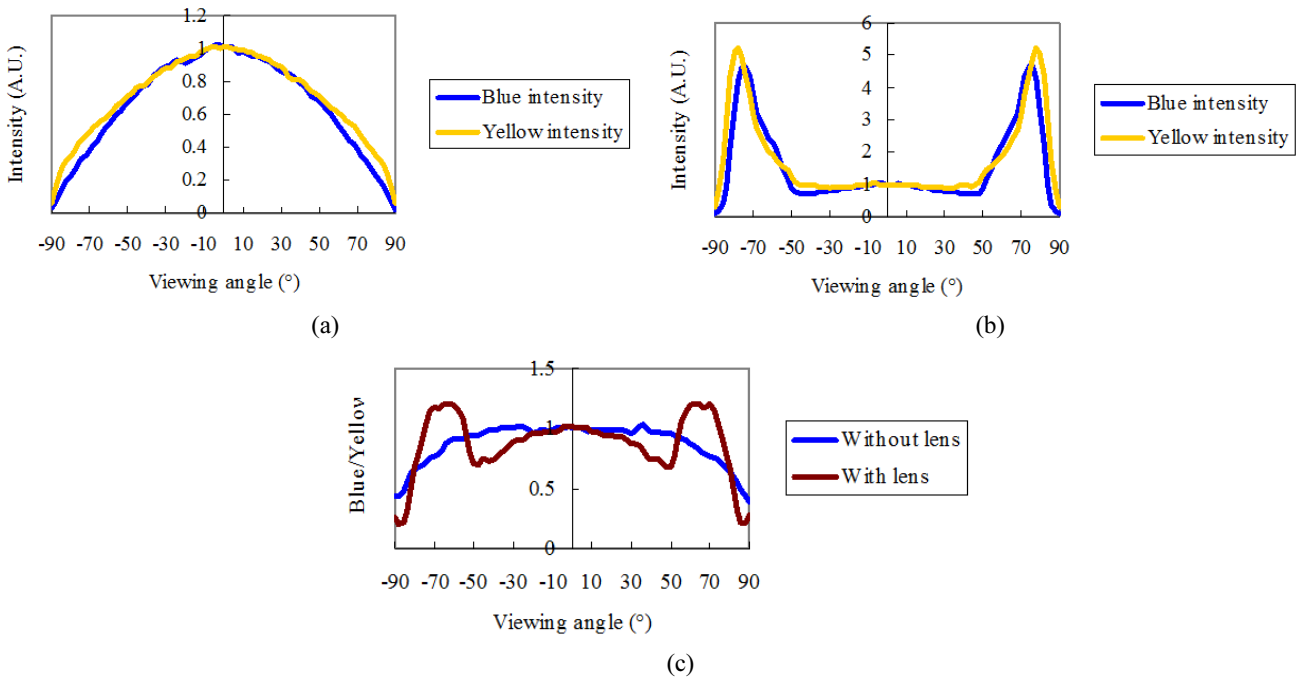 Intensity (A.U.)
1.2
1
0.8
0.6
0.4
0.2
0
-90 -70 -50 -30 -10 10 30 50 70 90
Viewing angle (°)
Blue intensity
Yellow intensity
(a)
Intensity (A.U.)
6
5
4
3
2
1
0
-90 -70 -50 -30 -10 10 30 50 70 90
Viewing angle (°)
Blue intensity
Yellow intensity
(b)
Blue/Yellow
1.5
1
0.5
0
-90 -70 -50 -30 -10 10 30 50 70 90
Viewing angle (°)
Without lens
With lens
(c)